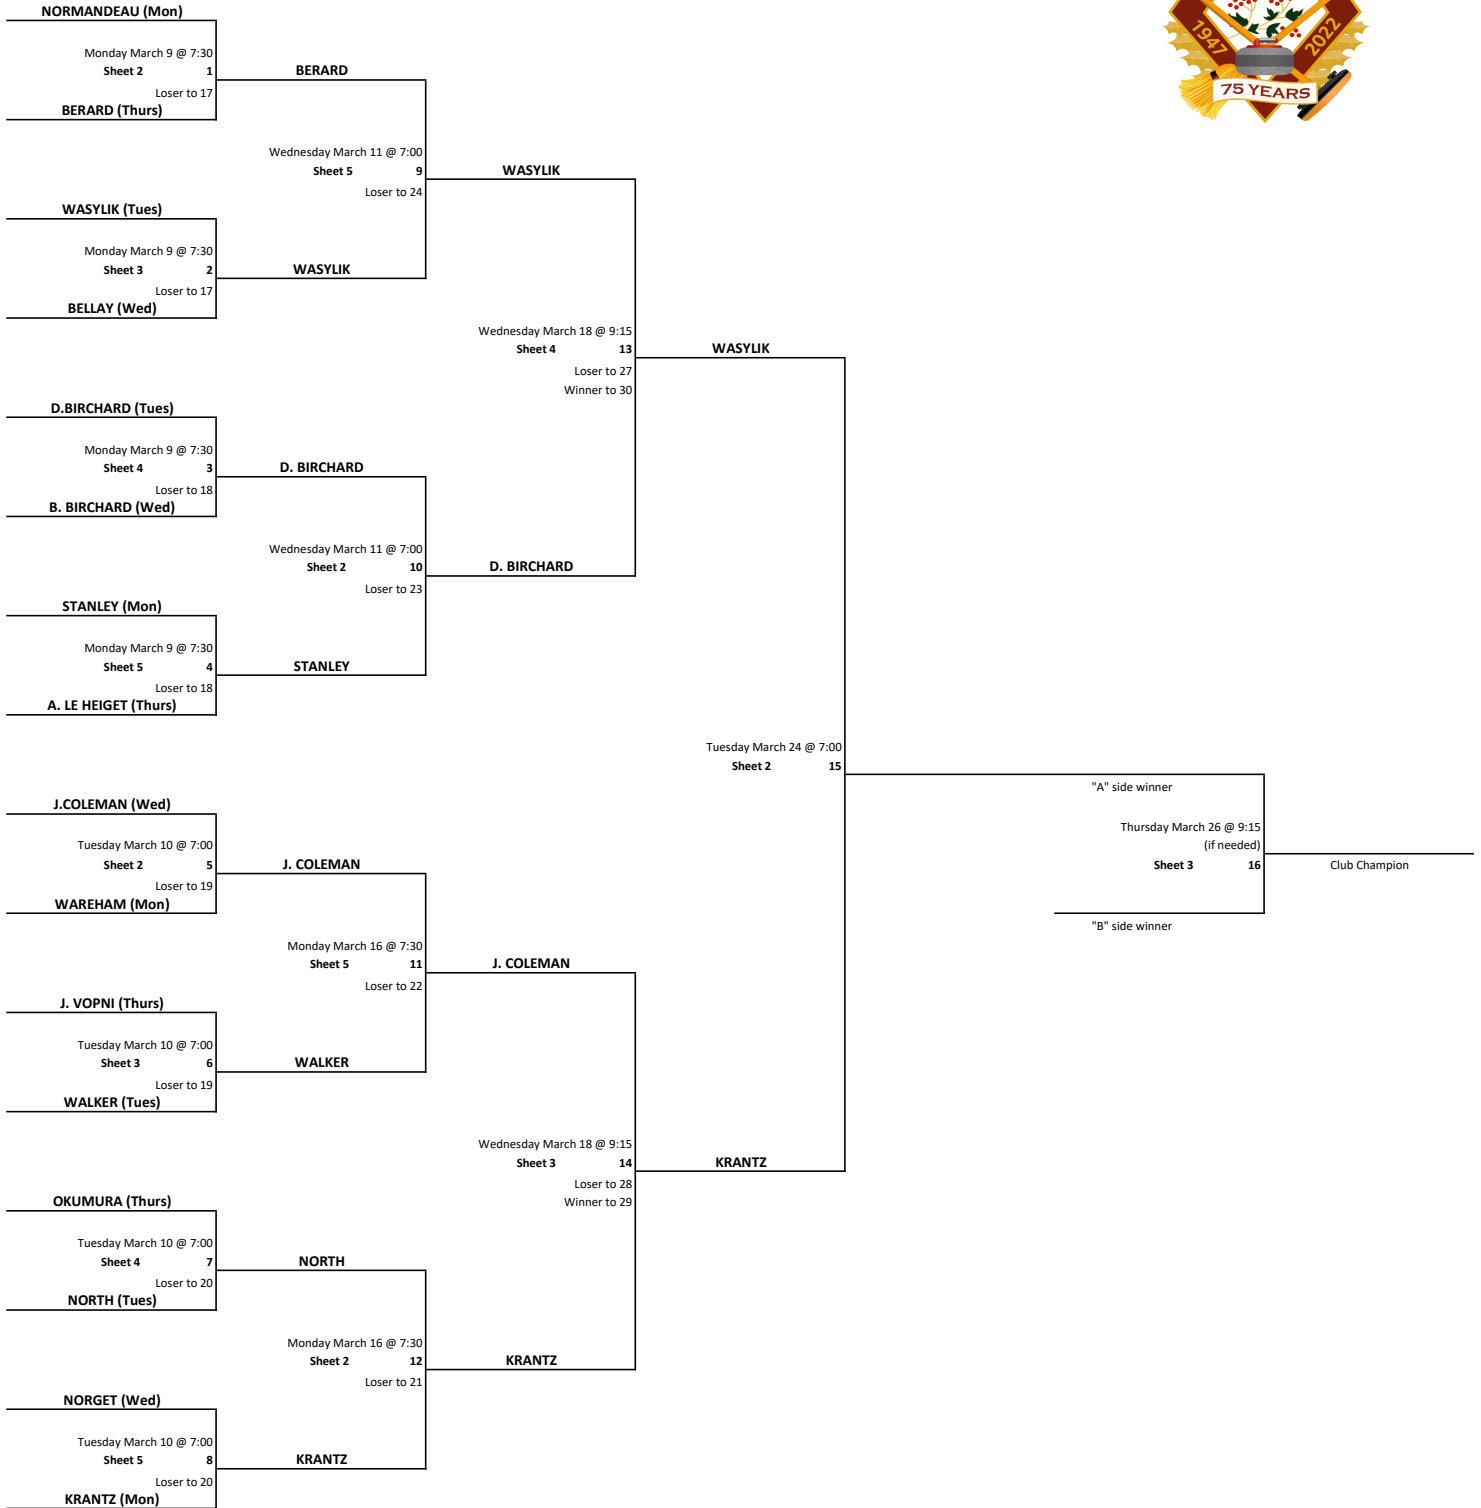 NORMANDEAU (Mon)
Monday March 9 @ 7:30
Sheet 2 1
Loser to 17
BERARD (Thurs)
BERARD
Wednesday March 11 @ 7:00
Sheet 5 9
Loser to 24
WASYLIK (Tues)
Monday March 9 @ 7:30
Sheet 3 2
Loser to 17
BELLAY (Wed)
WASYLIK
WASYLIK
Wednesday March 18 @ 9:15
Sheet 4 13
Loser to 27
Winner to 30
D.BIRCHARD (Tues)
Monday March 9 @ 7:30
Sheet 4 3
Loser to 18
B. BIRCHARD (Wed)
D. BIRCHARD
Wednesday March 11 @ 7:00
Sheet 2 10
Loser to 23
D. BIRCHARD
STANLEY (Mon)
Monday March 9 @ 7:30
Sheet 5 4
Loser to 18
A. LE HEIGET (Thurs)
STANLEY
WASYLIK
Tuesday March 24 @ 7:00
Sheet 2 15
J.COLEMAN (Wed)
Tuesday March 10 @ 7:00
Sheet 2 5
Loser to 19
WAREHAM (Mon)
J. COLEMAN
Monday March 16 @ 7:30
Sheet 5 11
Loser to 22
J. COLEMAN
J. VOPNI (Thurs)
Tuesday March 10 @ 7:00
Sheet 3 6
Loser to 19
WALKER (Tues)
WALKER
Wednesday March 18 @ 9:15
Sheet 3 14
Loser to 28
Winner to 29
KRANTZ
OKUMURA (Thurs)
Tuesday March 10 @ 7:00
Sheet 4 7
Loser to 20
NORTH (Tues)
NORTH
Monday March 16 @ 7:30
Sheet 2 12
Loser to 21
KRANTZ
NORGET (Wed)
Tuesday March 10 @ 7:00
Sheet 5 8
Loser to 20
KRANTZ (Mon)
KRANTZ
"A" side winner
Thursday March 26 @ 9:15
(if needed)
Sheet 3 16
"B" side winner
Club Champion
1947
2022
75 YEARS